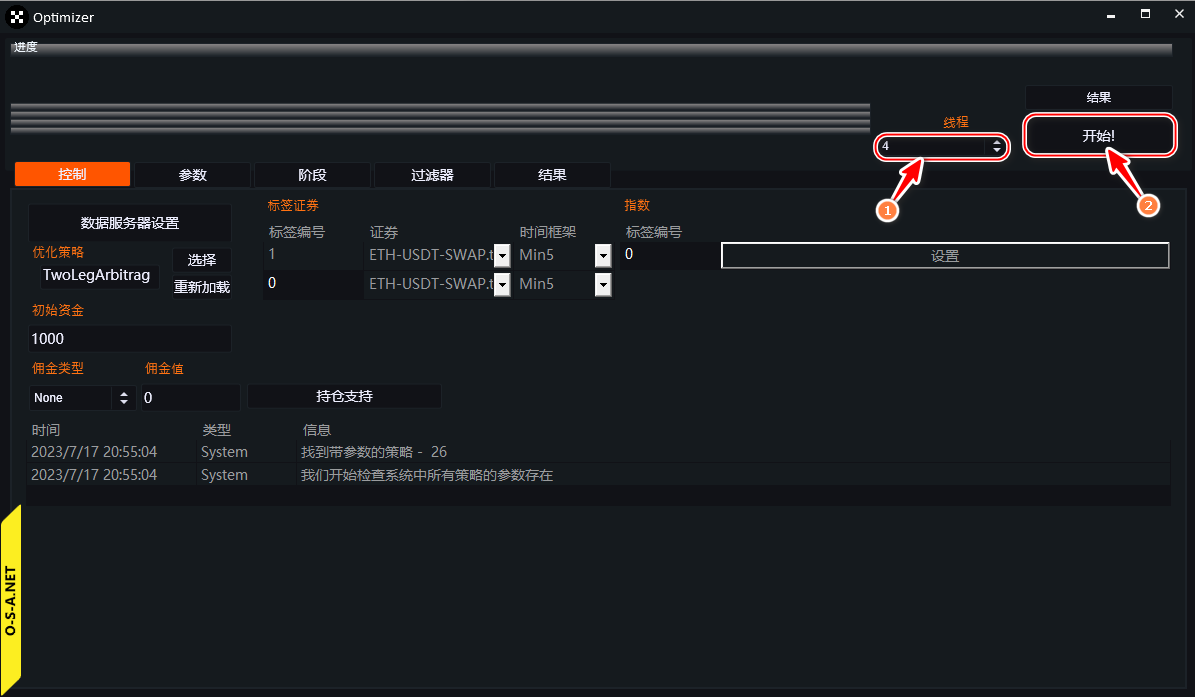 Optimizer
进度
结果
线程
4
开始!
1
2
控制 参数 阶段 过滤器 结果
数据服务器设置
优化策略
选择
TwoLegArbitrag
重新加载
初始资金
1000
佣金类型 佣金值
None 0 持仓支持
标签证券
标签编号 证券 时间框架
1 ETH-USDT-SWAP.t Min5
0 ETH-USDT-SWAP.t Min5
指数
标签编号
0 设置
时间 类型 信息
2023/7/17 20:55:04 System 找到带参数的策略 - 26
2023/7/17 20:55:04 System 我们开始检查系统中所有策略的参数存在
O-S-A.NET